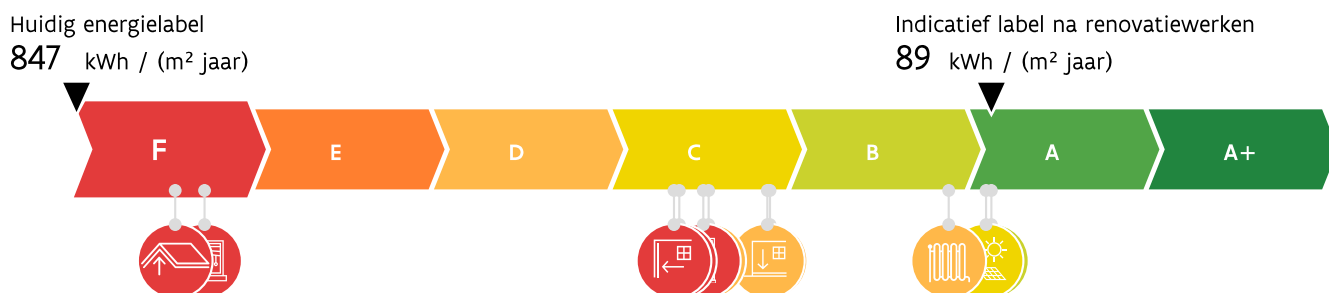 Huidig energielabel
847 kWh / (m² jaar)
Indicatief label na renovatiewerken
89 kWh / (m² jaar)
F E D C B A A+